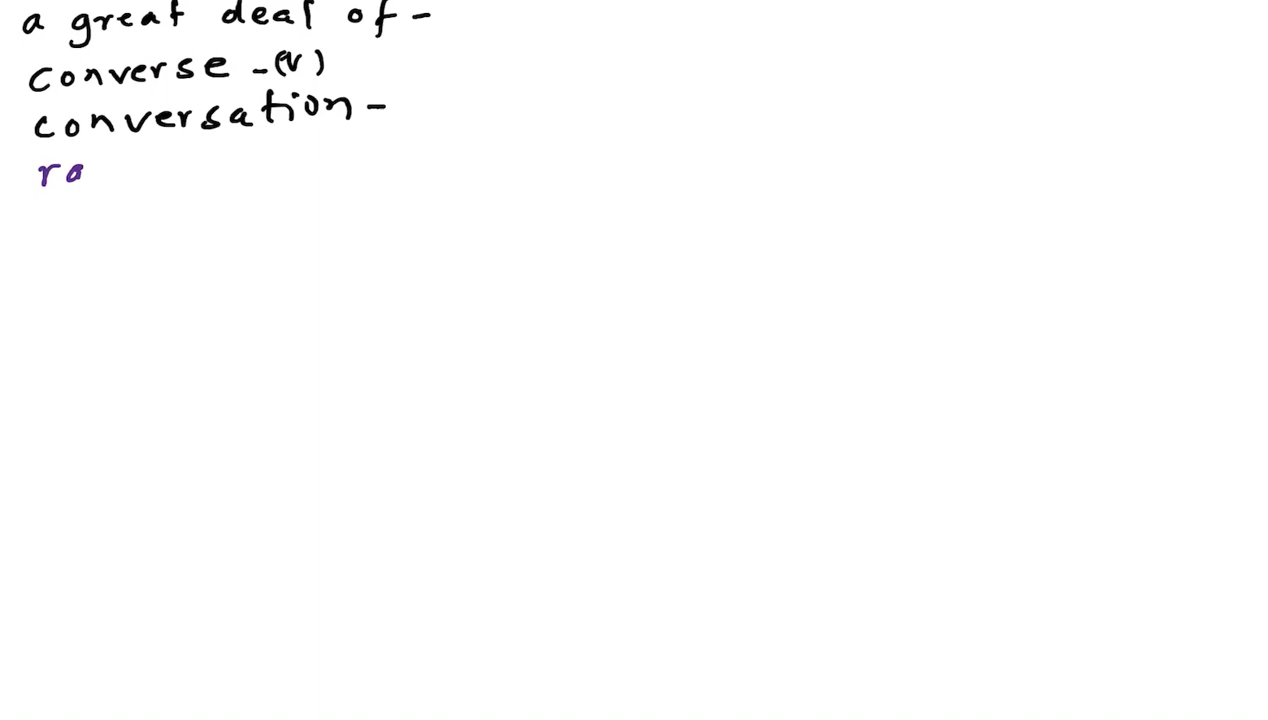 a great deal of -
converse - (v)
conversation -
ra